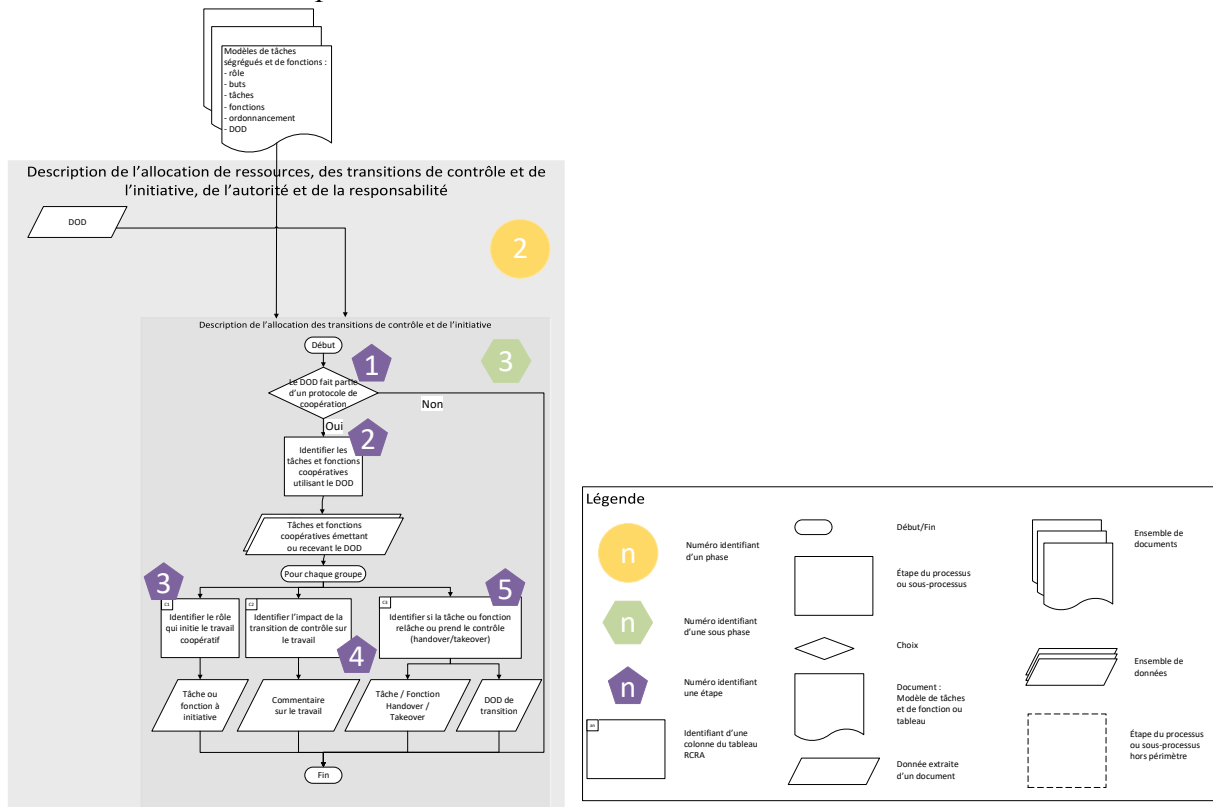 Modèles de tâches
ségrégués et de fonctions :
- rôle
- buts
- tâches
- fonctions
- ordonnancement
- DOD
Description de l'allocation de ressources, des transitions de contrôle et de
l'initiative, de l'autorité et de la responsabilité
DOD
2
Description de l'allocation des transitions de contrôle et de l'initiative
Début
1
3
Le DOD fait partie
d'un protocole de
coopération
Non
Oui
2
Identifier les
tâches et fonctions
coopératives
utilisant le DOD
Tâches et fonctions
coopératives émettant
ou recevant le DOD
Pour chaque groupe
3
C1
Identifier le rôle
qui initie le travail
coopératif
C2
Identifier l'impact de la
transition de contrôle sur
le travail
4
C3
5
Identifier si la tâche ou fonction
relâche ou prend le contrôle
(handover/takeover)
Tâche ou
fonction à
initiative
Commentaire
sur le travail
Tâche / Fonction
Handover /
Takeover
DOD de
transition
Fin
Légende
n
Numéro identifiant
d'un phase
n
Numéro identifiant
d'une sous phase
n
Numéro identifiant
une étape
Identifiant d'une
colonne du tableau
RCRA
Début/Fin
Étape du processus
ou sous-processus
Choix
Document :
Modèle de tâches
et de fonction ou
tableau
Donnée extraite
d'un document
Ensemble de
documents
Ensemble de
données
Étape du processus
ou sous-processus
hors périmètre